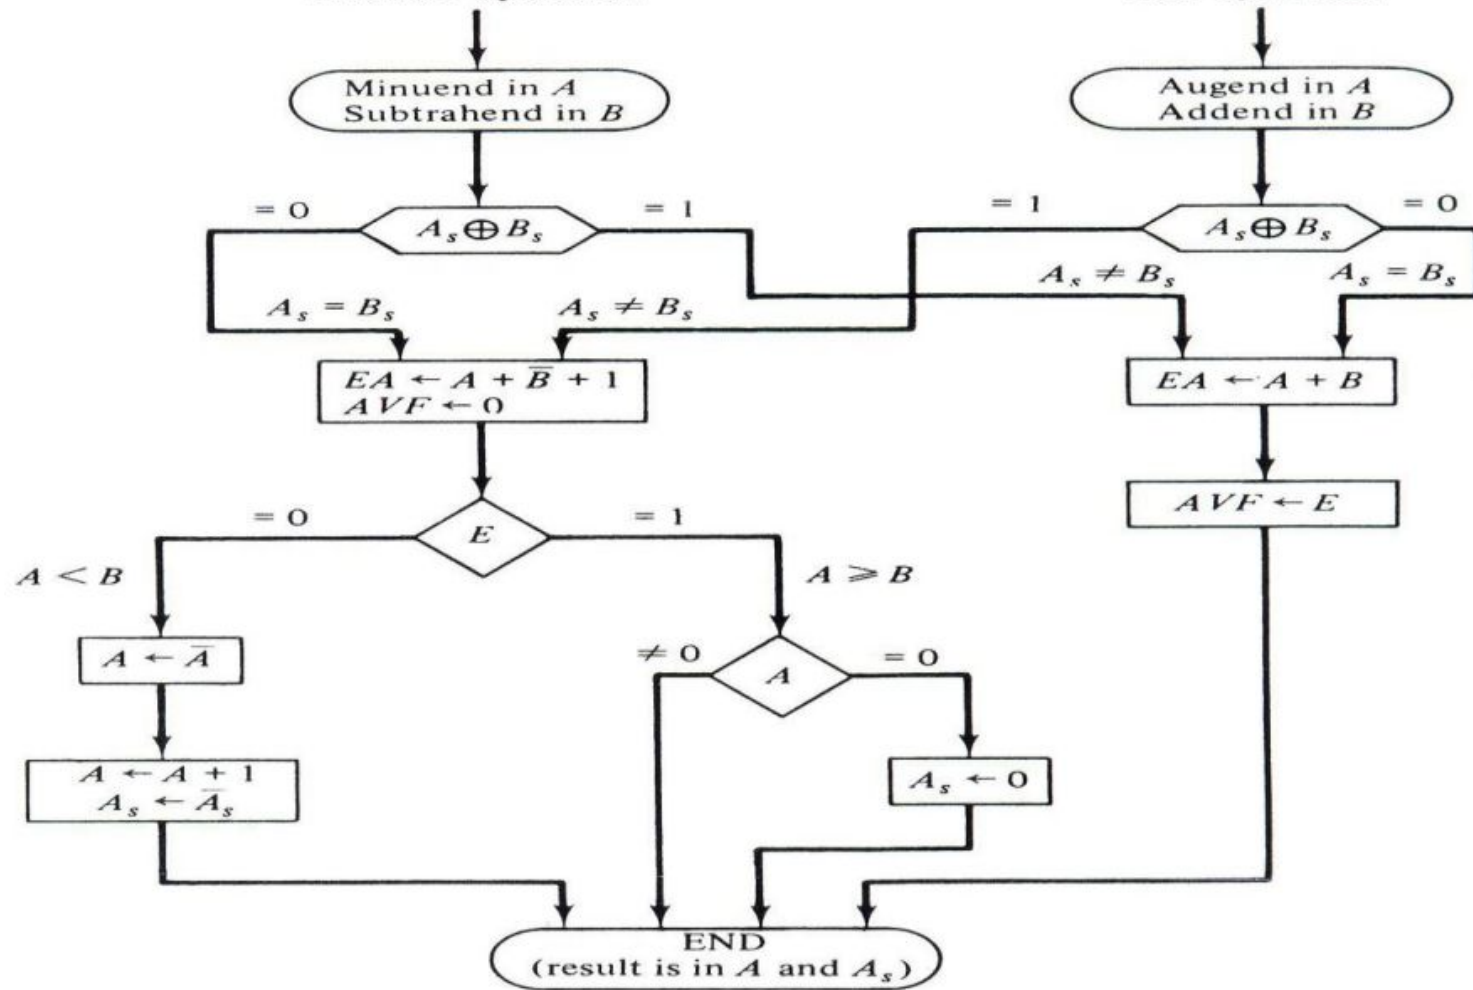 Minuend in A
Subtrahend in B
Augend in A
Addend in B
= 0
A_s ⊕ B_s
= 1
= 1
A_s ⊕ B_s
= 0
A_s = B_s
A_s ≠ B_s
A_s ≠ B_s
A_s = B_s
EA ← A + B̅ + 1
AVF ← 0
EA ← A + B
AVF ← E
= 0
E
= 1
A < B
A ⩾ B
A ← A̅
≠ 0
A
= 0
A ← A + 1
A_s ← A̅_s
A_s ← 0
END
(result is in A and A_s)